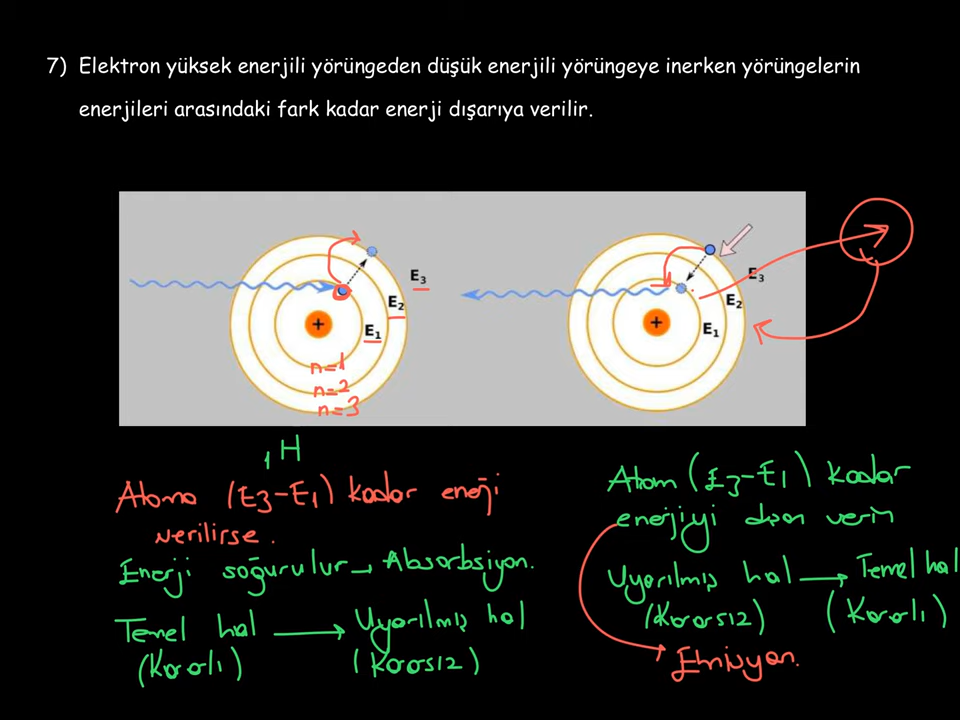 7) Elektron yüksek enerjili yörüngeden düşük enerjili yörüngeye inerken yörüngelerin
enerjileri arasındaki fark kadar enerji dışarıya verilir.
E3
E2
E1
n=1
n=2
n=3
E3
E2
E1
1H
Atoma (E3-E1) kadar enerji
verilirse.
Enerji soğurulur → Absorbsiyon.
Temel hal → Uyarılmış hal
(Kararlı) (Kararsız)
Atom (E3-E1) kadar
enerjiyi dışarı verir
Uyarılmış hal → Temel hal
(Kararsız) (Kararlı)
Emisyon.